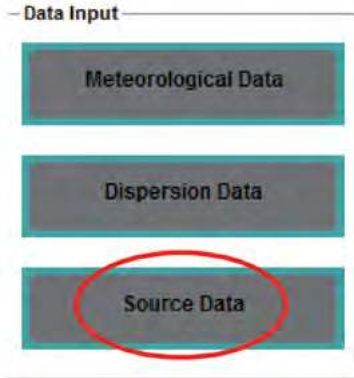 Data Input
Meteorological Data
Dispersion Data
Source Data